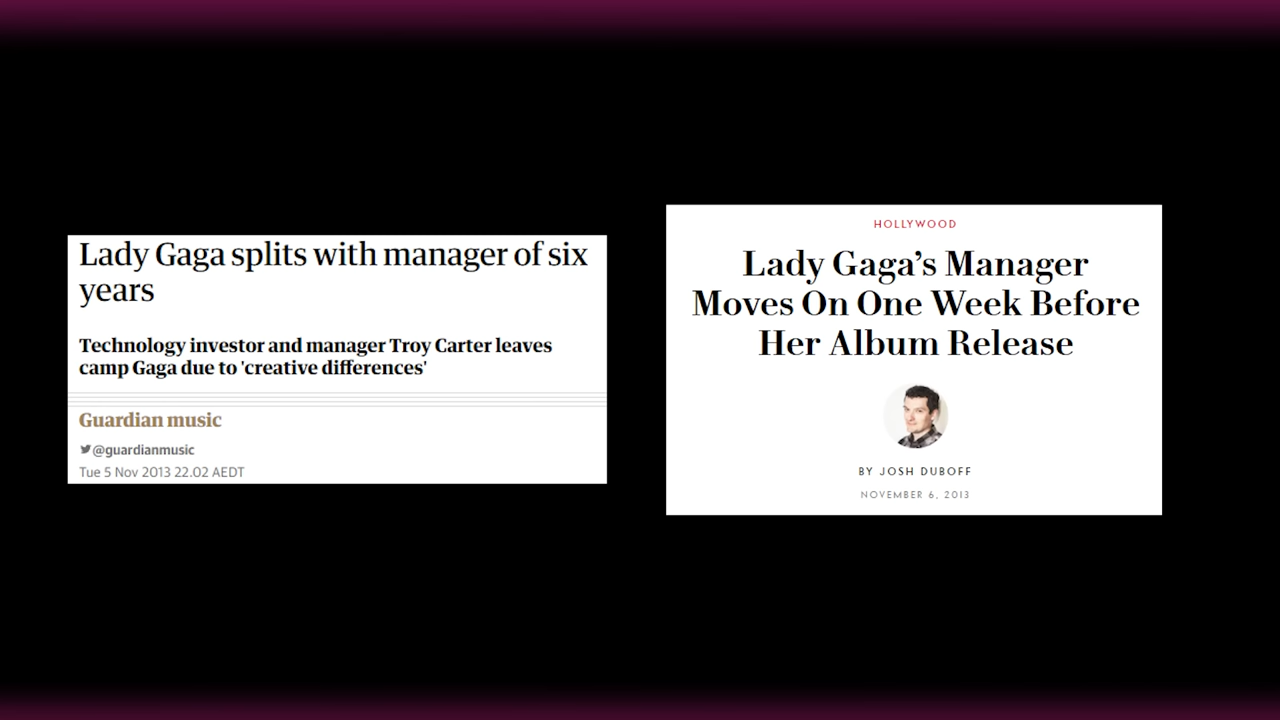 Lady Gaga splits with manager of six
years
Technology investor and manager Troy Carter leaves
camp Gaga due to 'creative differences'
Guardian music
@guardianmusic
Tue 5 Nov 2013 22.02 AEDT
HOLLYWOOD
Lady Gaga’s Manager
Moves On One Week Before
Her Album Release
BY JOSH DUBOFF
NOVEMBER 6, 2013